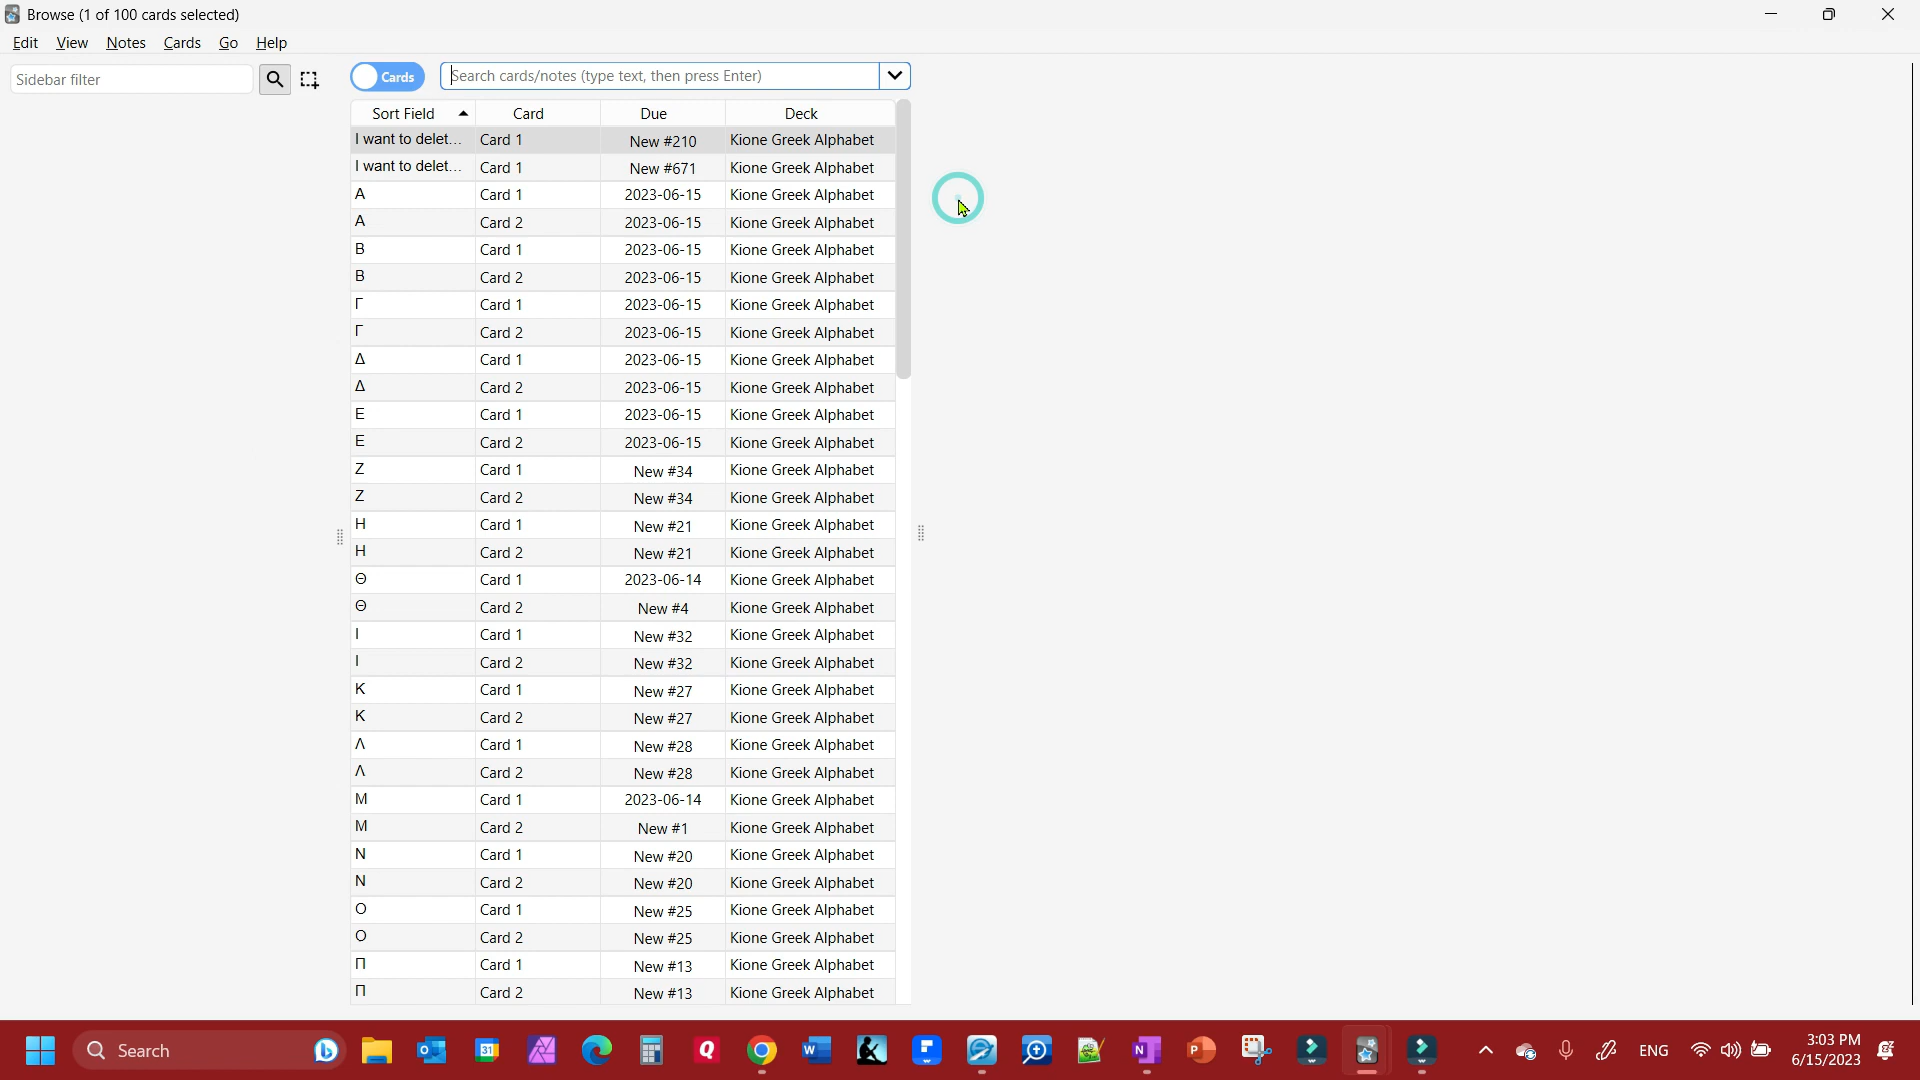 Browse (1 of 100 cards selected)
Edit View Notes Cards Go Help
Sidebar filter
Cards Search cards/notes (type text, then press Enter)
Sort Field Card Due Deck
I want to delet... Card 1 New #210 Kione Greek Alphabet
I want to delet... Card 1 New #671 Kione Greek Alphabet
Α Card 1 2023-06-15 Kione Greek Alphabet
Α Card 2 2023-06-15 Kione Greek Alphabet
Β Card 1 2023-06-15 Kione Greek Alphabet
Β Card 2 2023-06-15 Kione Greek Alphabet
Γ Card 1 2023-06-15 Kione Greek Alphabet
Γ Card 2 2023-06-15 Kione Greek Alphabet
Δ Card 1 2023-06-15 Kione Greek Alphabet
Δ Card 2 2023-06-15 Kione Greek Alphabet
Ε Card 1 2023-06-15 Kione Greek Alphabet
Ε Card 2 2023-06-15 Kione Greek Alphabet
Ζ Card 1 New #34 Kione Greek Alphabet
Ζ Card 2 New #34 Kione Greek Alphabet
Η Card 1 New #21 Kione Greek Alphabet
Η Card 2 New #21 Kione Greek Alphabet
Θ Card 1 2023-06-14 Kione Greek Alphabet
Θ Card 2 New #4 Kione Greek Alphabet
Ι Card 1 New #32 Kione Greek Alphabet
Ι Card 2 New #32 Kione Greek Alphabet
Κ Card 1 New #27 Kione Greek Alphabet
Κ Card 2 New #27 Kione Greek Alphabet
Λ Card 1 New #28 Kione Greek Alphabet
Λ Card 2 New #28 Kione Greek Alphabet
Μ Card 1 2023-06-14 Kione Greek Alphabet
Μ Card 2 New #1 Kione Greek Alphabet
Ν Card 1 New #20 Kione Greek Alphabet
Ν Card 2 New #20 Kione Greek Alphabet
Ο Card 1 New #25 Kione Greek Alphabet
Ο Card 2 New #25 Kione Greek Alphabet
Π Card 1 New #13 Kione Greek Alphabet
Π Card 2 New #13 Kione Greek Alphabet
Search
ENG
3:03 PM
6/15/2023